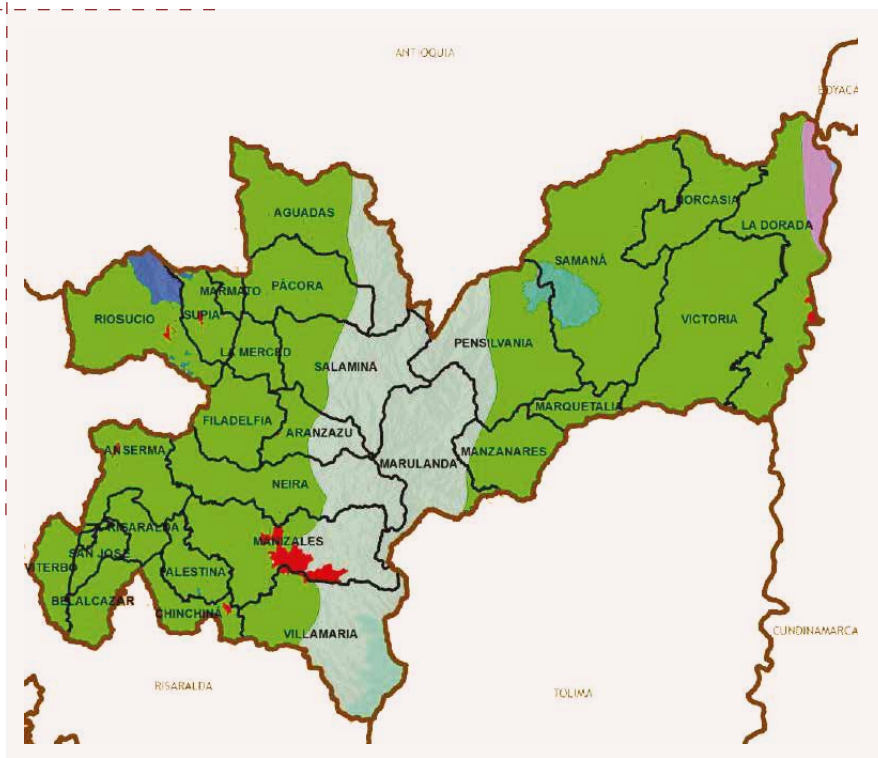 ANTIOQUIA
BOYACÁ
AGUADAS
NORCASIA
LA DORADA
SAMANÁ
PÁCORA
MARMATO
RIOSUCIO
SUPIA
VICTORIA
PENSILVANIA
LA MERCED
SALAMINA
MARQUETALIA
FILADELFIA
ARANZAZU
ANSERMA
MANZANARES
MARULANDA
NEIRA
RISARALDA
MANIZALES
SAN JOSE
VITERBO
PALESTINA
BELALCAZAR
CHINCHINÁ
VILLAMARIA
CUNDINAMARCA
RISARALDA
TOLIMA